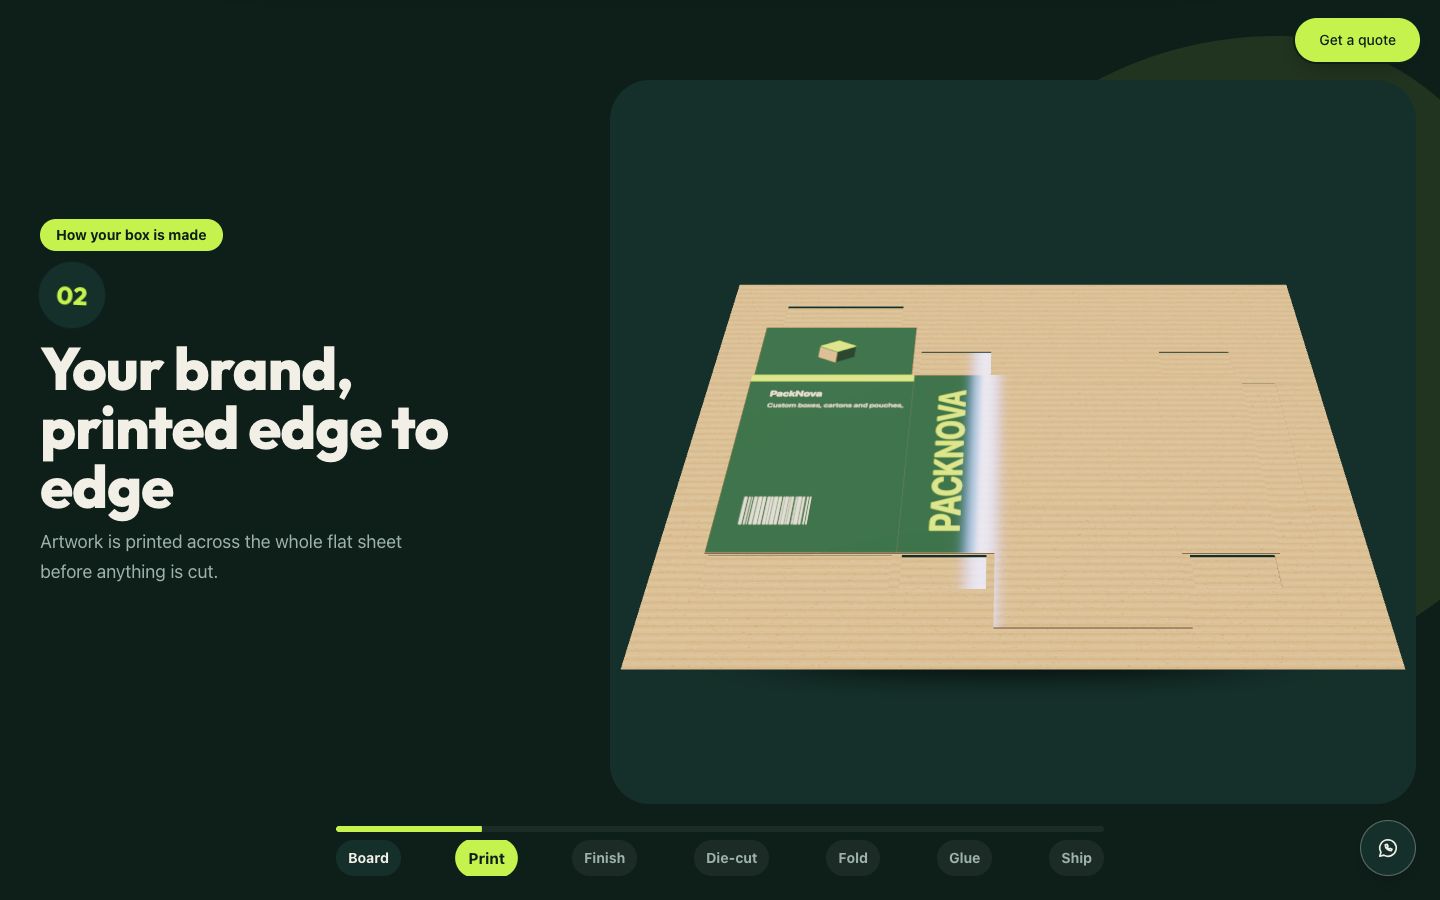 Get a quote
How your box is made
02
Your brand,
printed edge to
edge
Artwork is printed across the whole flat sheet
before anything is cut.
PackNova
Custom boxes, cartons and pouches,
PACKNOVA
Board
Print
Finish
Die-cut
Fold
Glue
Ship